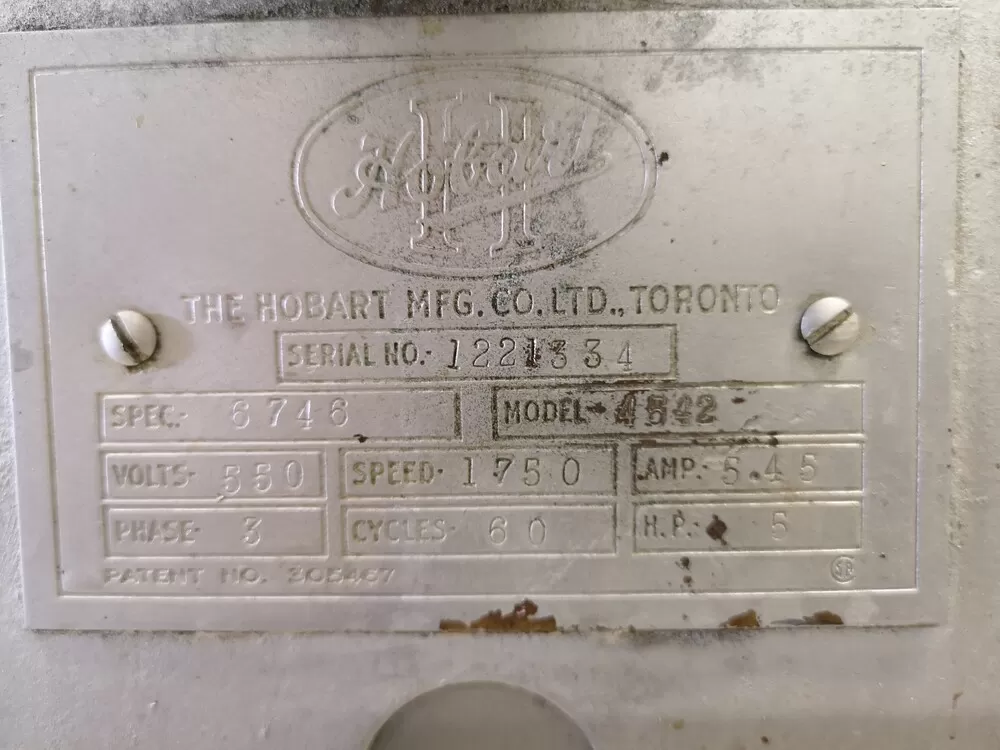 Hobart
THE HOBART MFG. CO. LTD., TORONTO
SERIAL NO.- 1221334
SPEC.- 6746 MODEL- 4542
VOLTS- 550 SPEED- 1750 AMP.- 5.45
PHASE- 3 CYCLES- 60 H.P.- 5
PATENT NO. 305467